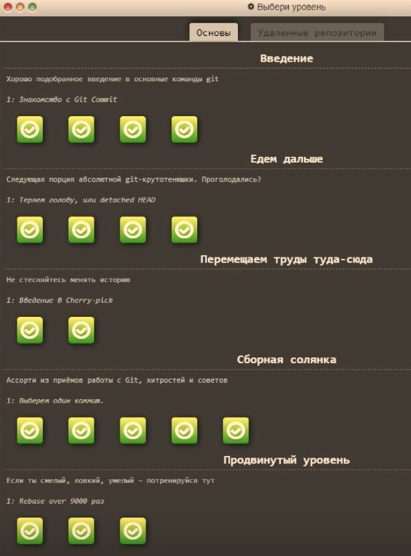 Выбери уровень
Основы
Удаленные репозитории
Введение
Хорошо подобранное введение в основные команды git
1: Знакомство с Git Commit
Едем дальше
Следующая порция абсолютной git-крутотенюшки. Проголодались?
1: Теряем голову, или detached HEAD
Перемещаем труды туда-сюда
Не стесняйтесь менять историю
1: Введение в Cherry-pick
Сборная солянка
Ассорти из приёмов работы с Git, хитростей и советов
1: Выберем один коммит.
Продвинутый уровень
Если ты смелый, ловкий, умелый — потренируйся тут
1: Rebase over 9000 раз